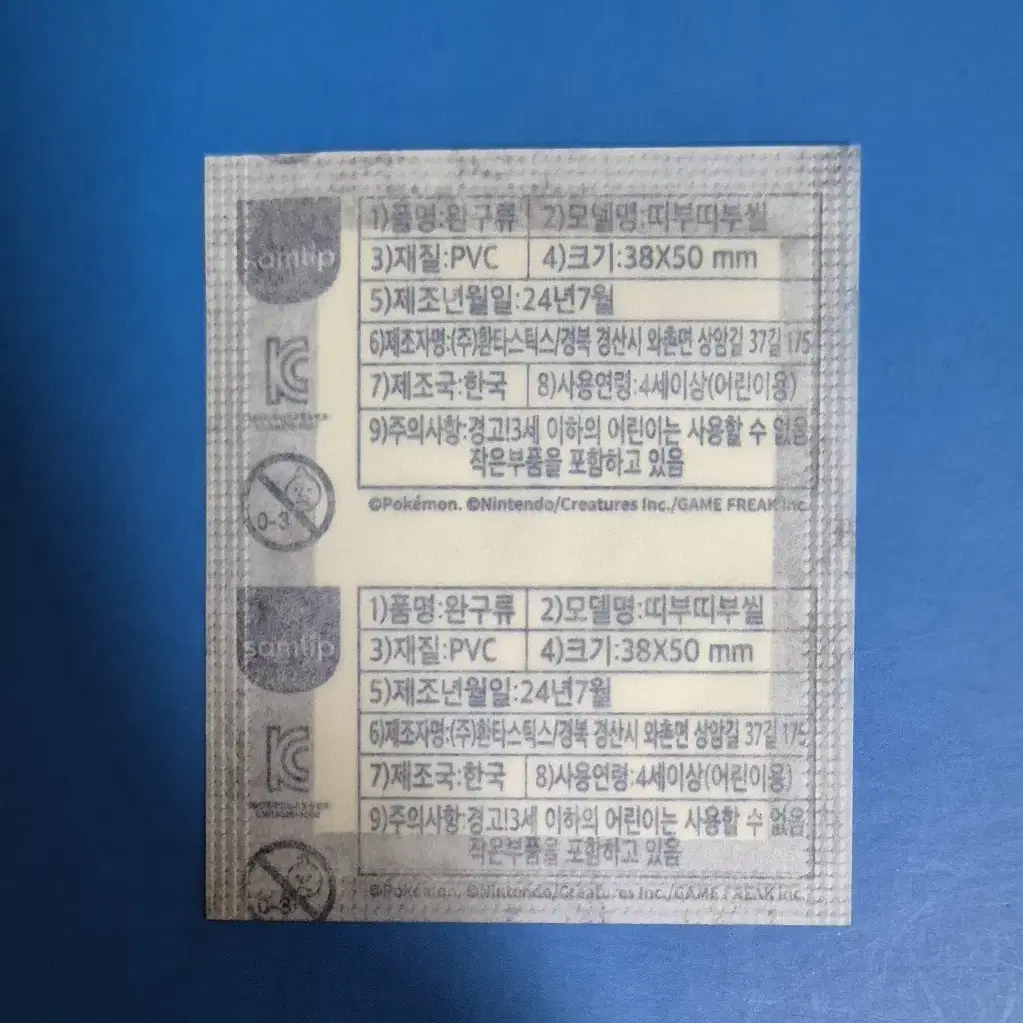 samlip
1)품명:완구류 2)모델명:띠부띠부씰
3)재질:PVC 4)크기:38X50 mm
5)제조년월일:24년7월
6)제조자명:(주)환타스틱스/경북 경산시 와촌면 상암길 37길 175
7)제조국:한국 8)사용연령:4세이상(어린이용)
9)주의사항:경고!3세 이하의 어린이는 사용할 수 없음
작은부품을 포함하고 있음
0-3
©Pokémon. ©Nintendo/Creatures Inc./GAME FREAK Inc.
samlip
1)품명:완구류 2)모델명:띠부띠부씰
3)재질:PVC 4)크기:38X50 mm
5)제조년월일:24년7월
6)제조자명:(주)환타스틱스/경북 경산시 와촌면 상암길 37길 175
7)제조국:한국 8)사용연령:4세이상(어린이용)
9)주의사항:경고!3세 이하의 어린이는 사용할 수 없음
작은부품을 포함하고 있음
0-3
©Pokémon. ©Nintendo/Creatures Inc./GAME FREAK Inc.